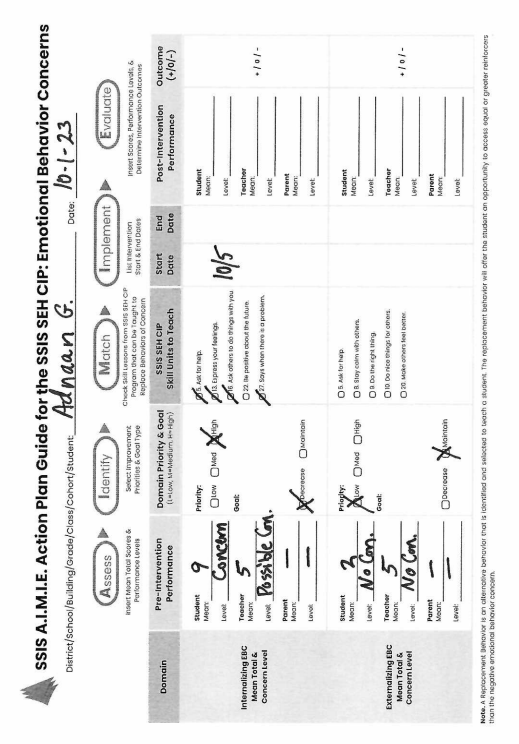 SSIS A.I.M.I.E. Action Plan Guide for the SSIS SEH CIP: Emotional Behavior Concerns
District/School/Building/Grade/Class/Cohort/Student: Adnaan G. Date: 10-1-23
Assess
Insert Mean Total Scores & Performance Levels
Identify
Select Improvement Priorities & Goal Type
Match
Check Skill Lessons from SSIS SEH CIP Program that can be Taught to Replace Behaviors of Concern
Implement
List Intervention Start & End Dates
Evaluate
Insert Scores, Performance Levels, & Determine Intervention Outcomes
Domain
Pre-Intervention Performance
Domain Priority & Goal
(L=Low, M=Medium, H=High)
SSIS SEH CIP Skill Units to Teach
Start Date
End Date
Post-Intervention Performance
Outcome (+/0/-)
Internalizing EBC Mean Total & Concern Level
Student
Mean: 9
Level: Concern
Teacher
Mean: 5
Level: Possible Con.
Parent
Mean: —
Level: —
Priority:
Low Med High
Goal:
Decrease Maintain
5. Ask for help.
13. Express your feelings.
16. Ask others to do things with you
22. Be positive about the future.
27. Says when there is a problem.
10/5
Student
Mean:
Level:
Teacher
Mean:
Level:
Parent
Mean:
Level:
+ / 0 / -
Externalizing EBC Mean Total & Concern Level
Student
Mean: 2
Level: No Con.
Teacher
Mean: 5
Level: No Con.
Parent
Mean: —
Level: —
Priority:
Low Med High
Goal:
Decrease Maintain
5. Ask for help
8. Stay calm with others.
9. Do the right thing.
10. Do nice things for others.
20. Make others feel better.
Student
Mean:
Level:
Teacher
Mean:
Level:
Parent
Mean:
Level:
+ / 0 / -
Note. A Replacement Behavior is an alternative behavior that is identified and selected to teach a student. The replacement behavior will offer the student an opportunity to access equal or greater reinforcers
than the negative emotional behavior concern.